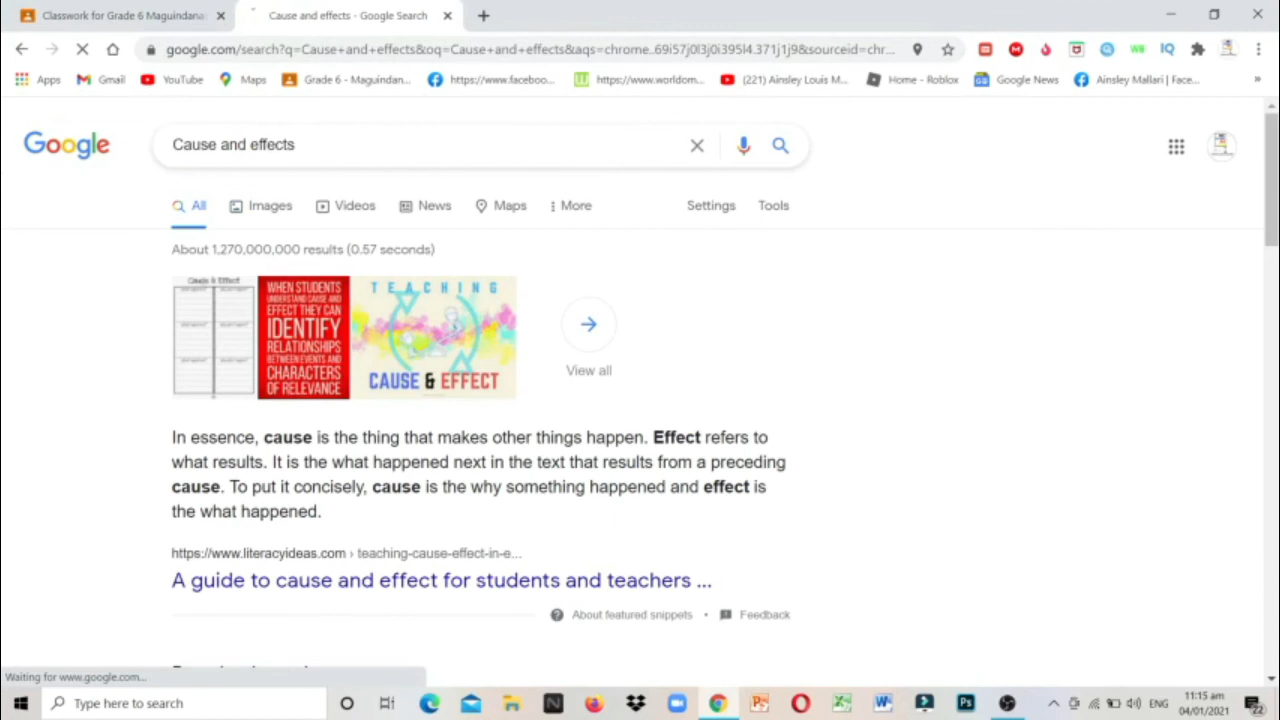 Classwork for Grade 6 Maguindana
Cause and effects - Google Search
google.com/search?q=Cause+and+effects&oq=Cause+and+effects&aqs=chrome..69i57j0l3j0i395l4.371j1j9&sourceid=chr...
Apps
Gmail
YouTube
Maps
Grade 6 - Maguindan...
https://www.faceboo...
https://www.worldom...
(221) Ainsley Louis M...
Home - Roblox
Google News
Ainsley Mallari | Face...
»
Google
Cause and effects
All
Images
Videos
News
Maps
More
Settings
Tools
About 1,270,000,000 results (0.57 seconds)
Cause & Effect
WHEN STUDENTS
UNDERSTAND CAUSE AND
EFFECT THEY CAN
IDENTIFY
RELATIONSHIPS
BETWEEN EVENTS AND
CHARACTERS
OF RELEVANCE
TEACHING
CAUSE & EFFECT
View all
In essence, cause is the thing that makes other things happen. Effect refers to
what results. It is the what happened next in the text that results from a preceding
cause. To put it concisely, cause is the why something happened and effect is
the what happened.
https://www.literacyideas.com › teaching-cause-effect-in-e...
A guide to cause and effect for students and teachers ...
About featured snippets • Feedback
Waiting for www.google.com...
Type here to search
ENG
11:15 am
04/01/2021
22